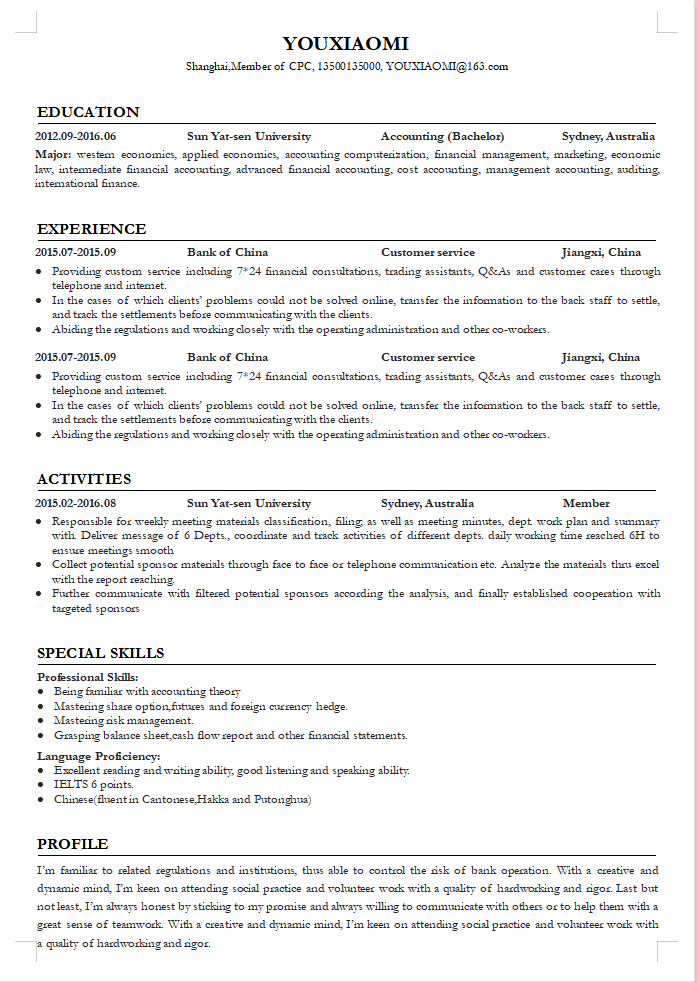 YOUXIAOMI
Shanghai,Member of CPC, 13500135000, YOUXIAOMI@163.com
EDUCATION
2012.09-2016.06 Sun Yat-sen University Accounting (Bachelor) Sydney, Australia
Major: western economics, applied economics, accounting computerization, financial management, marketing, economic
law, intermediate financial accounting, advanced financial accounting, cost accounting, management accounting, auditing,
international finance.
EXPERIENCE
2015.07-2015.09 Bank of China Customer service Jiangxi, China
● Providing custom service including 7*24 financial consultations, trading assistants, Q&As and customer cares through
telephone and internet.
● In the cases of which clients' problems could not be solved online, transfer the information to the back staff to settle,
and track the settlements before communicating with the clients.
● Abiding the regulations and working closely with the operating administration and other co-workers.
2015.07-2015.09 Bank of China Customer service Jiangxi, China
● Providing custom service including 7*24 financial consultations, trading assistants, Q&As and customer cares through
telephone and internet.
● In the cases of which clients' problems could not be solved online, transfer the information to the back staff to settle,
and track the settlements before communicating with the clients.
● Abiding the regulations and working closely with the operating administration and other co-workers.
ACTIVITIES
2015.02-2016.08 Sun Yat-sen University Sydney, Australia Member
● Responsible for weekly meeting materials classification, filing; as well as meeting minutes, dept. work plan and summary
with. Deliver message of 6 Depts., coordinate and track activities of different depts. daily working time reached 6H to
ensure meetings smooth
● Collect potential sponsor materials through face to face or telephone communication etc. Analyze the materials thru excel
with the report reaching.
● Further communicate with filtered potential sponsors according the analysis, and finally established cooperation with
targeted sponsors
SPECIAL SKILLS
Professional Skills:
● Being familiar with accounting theory
● Mastering share option,futures and foreign currency hedge.
● Mastering risk management.
● Grasping balance sheet,cash flow report and other financial statements.
Language Proficiency:
● Excellent reading and writing ability, good listening and speaking ability.
● IELTS 6 points.
● Chinese(fluent in Cantonese,Hakka and Putonghua)
PROFILE
I'm familiar to related regulations and institutions, thus able to control the risk of bank operation. With a creative and
dynamic mind, I'm keen on attending social practice and volunteer work with a quality of hardworking and rigor. Last but
not least, I'm always honest by sticking to my promise and always willing to communicate with others or to help them with a
great sense of teamwork. With a creative and dynamic mind, I'm keen on attending social practice and volunteer work with
a quality of hardworking and rigor.